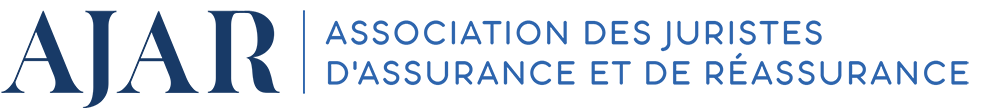 AJAR
ASSOCIATION DES JURISTES
D'ASSURANCE ET DE RÉASSURANCE